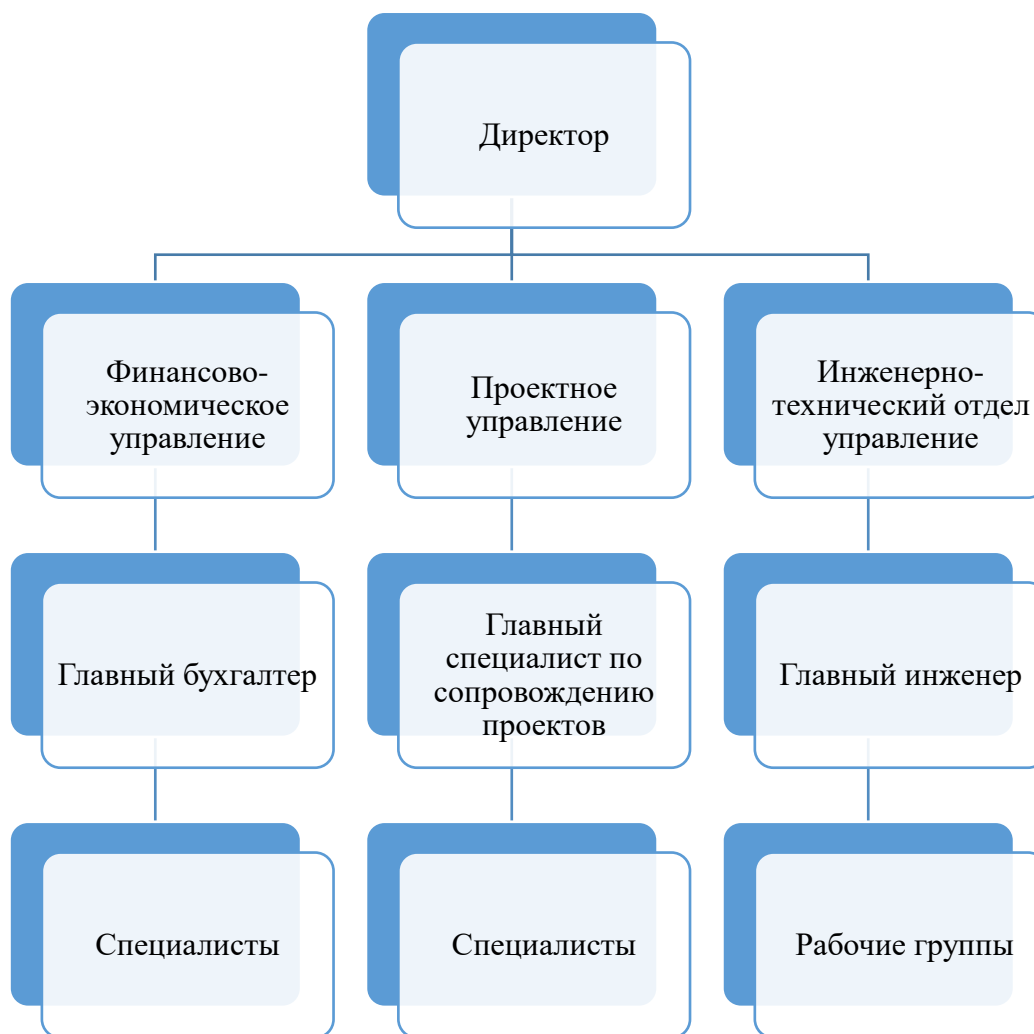 Директор
Финансово-
экономическое
управление
Проектное
управление
Инженерно-
технический отдел
управление
Главный бухгалтер
Главный
специалист по
сопровождению
проектов
Главный инженер
Специалисты
Специалисты
Рабочие группы